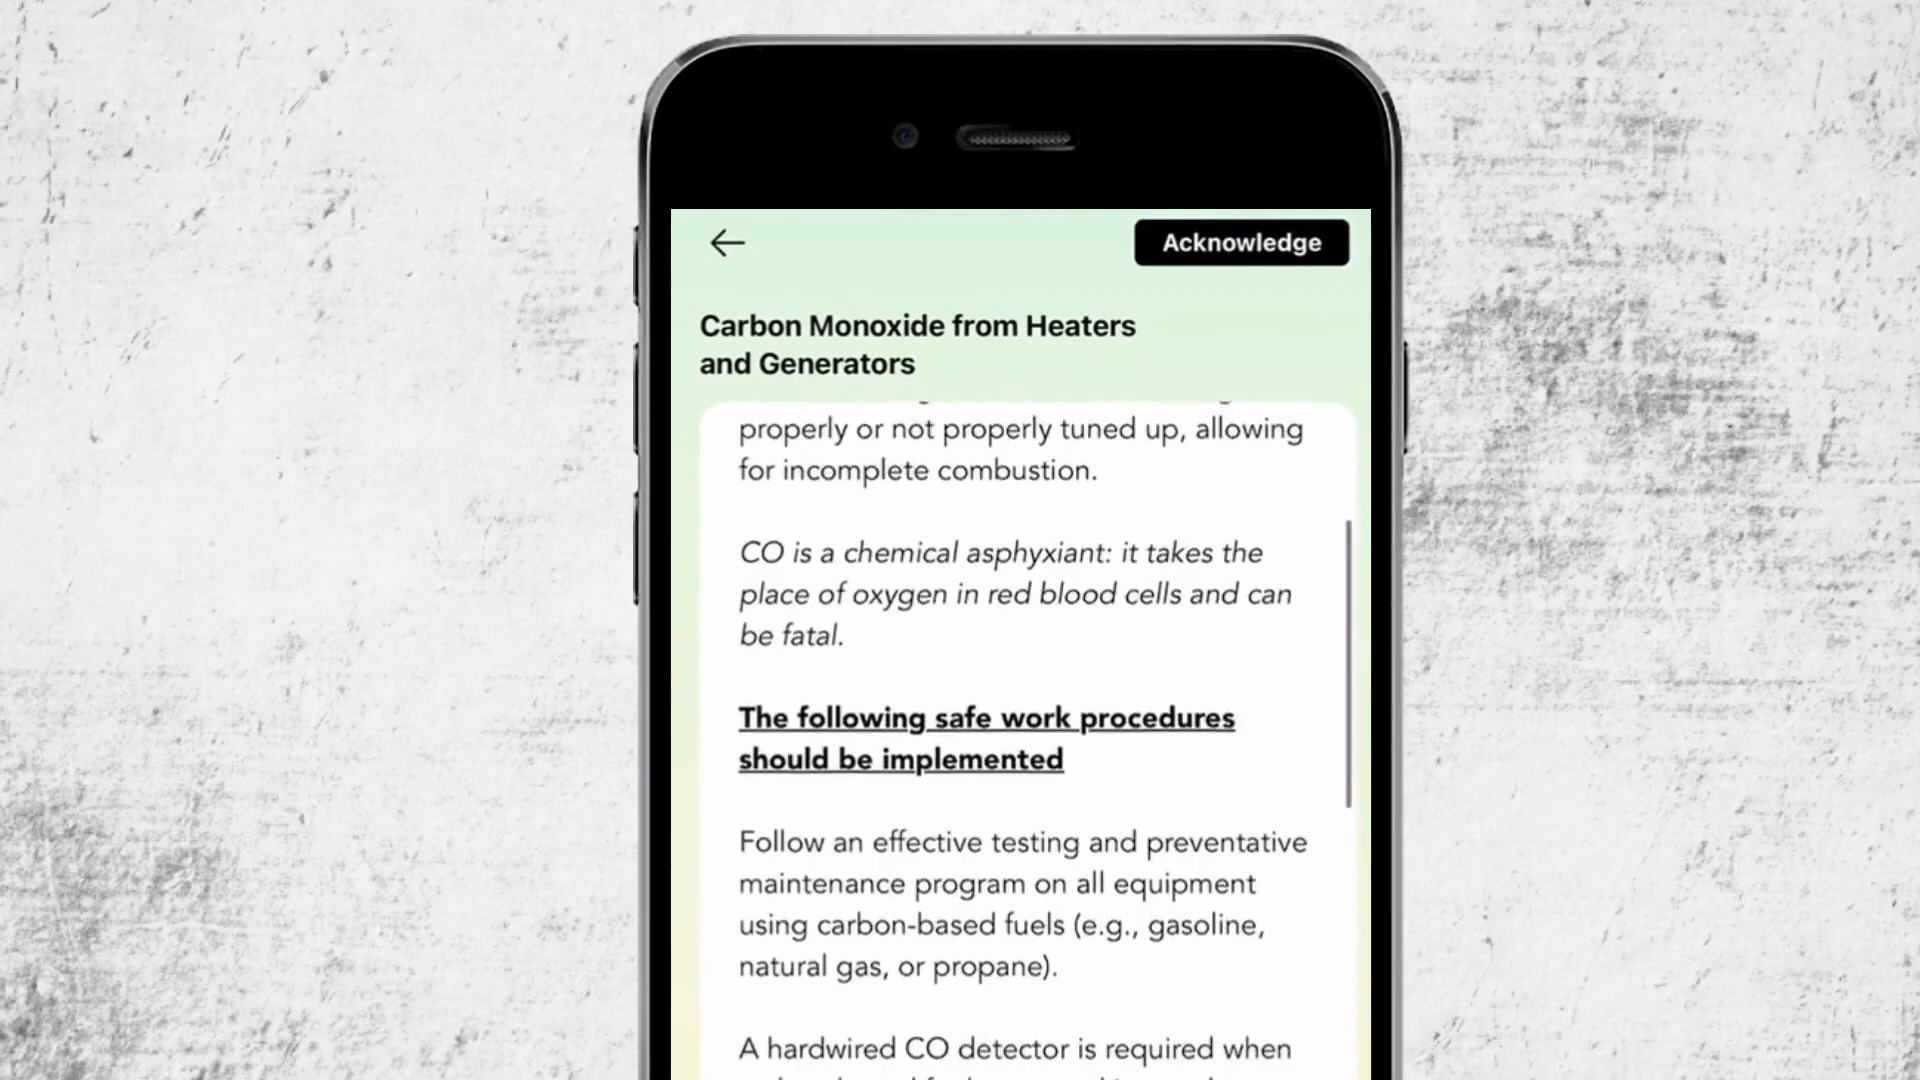 Acknowledge
Carbon Monoxide from Heaters
and Generators
properly or not properly tuned up, allowing
for incomplete combustion.
CO is a chemical asphyxiant: it takes the
place of oxygen in red blood cells and can
be fatal.
The following safe work procedures
should be implemented
Follow an effective testing and preventative
maintenance program on all equipment
using carbon-based fuels (e.g., gasoline,
natural gas, or propane).
A hardwired CO detector is required when